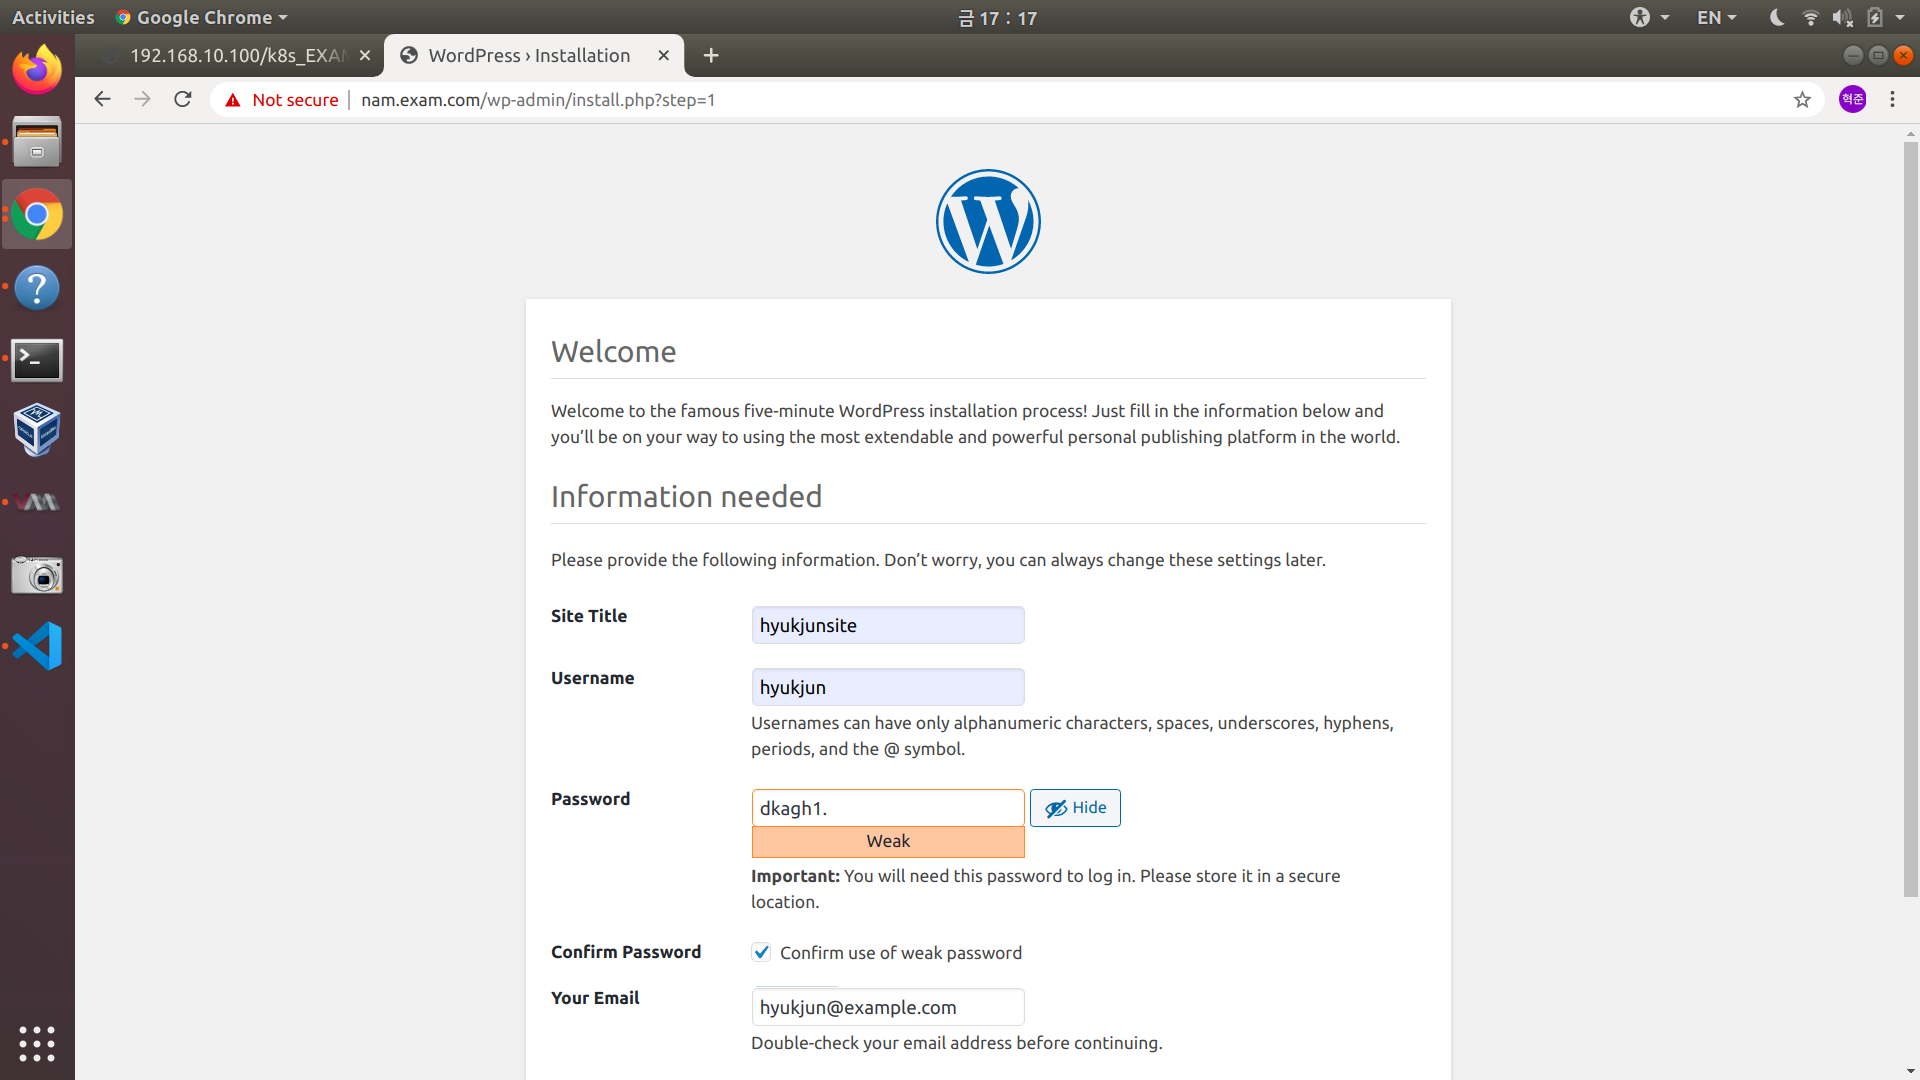 Activities Google Chrome 금 17 : 17 EN
192.168.10.100/k8s_EXAM WordPress › Installation
Not secure nam.exam.com/wp-admin/install.php?step=1 혁준
Welcome
Welcome to the famous five-minute WordPress installation process! Just fill in the information below and
you’ll be on your way to using the most extendable and powerful personal publishing platform in the world.
Information needed
Please provide the following information. Don’t worry, you can always change these settings later.
Site Title hyukjunsite
Username hyukjun
Usernames can have only alphanumeric characters, spaces, underscores, hyphens,
periods, and the @ symbol.
Password dkagh1. Hide
Weak
Important: You will need this password to log in. Please store it in a secure
location.
Confirm Password Confirm use of weak password
Your Email hyukjun@example.com
Double-check your email address before continuing.